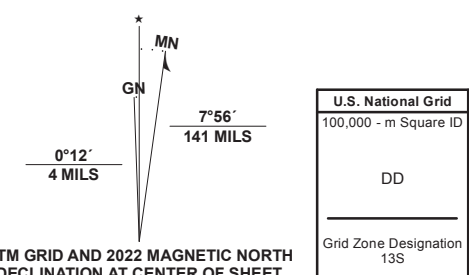 ★
MN
GN
7°56´
141 MILS
0°12´
4 MILS
TM GRID AND 2022 MAGNETIC NORTH
DECLINATION AT CENTER OF SHEET
U.S. National Grid
100,000 - m Square ID
DD
Grid Zone Designation
13S